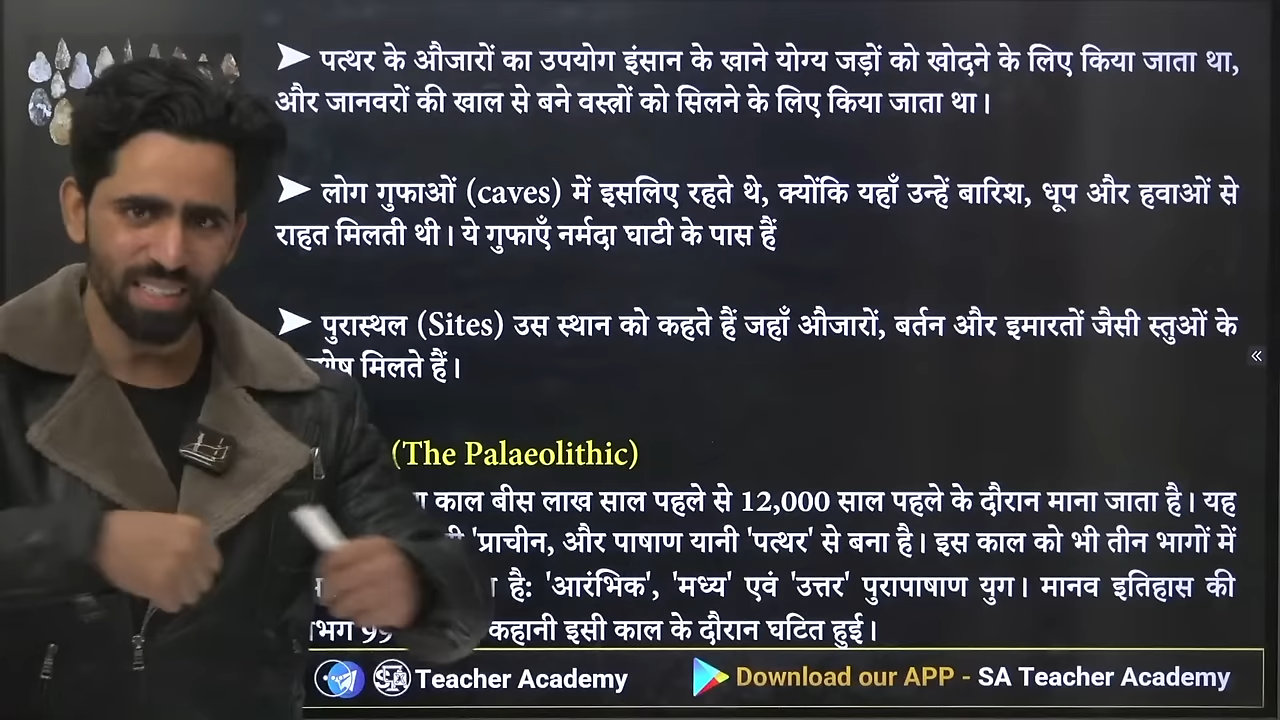 ➤ पत्थर के औजारों का उपयोग इंसान के खाने योग्य जड़ों को खोदने के लिए किया जाता था,
और जानवरों की खाल से बने वस्त्रों को सिलने के लिए किया जाता था।
➤ लोग गुफाओं (caves) में इसलिए रहते थे, क्योंकि यहाँ उन्हें बारिश, धूप और हवाओं से
राहत मिलती थी। ये गुफाएँ नर्मदा घाटी के पास हैं
➤ पुरास्थल (Sites) उस स्थान को कहते हैं जहाँ औजारों, बर्तन और इमारतों जैसी स्तुओं के
मिलते हैं।
(The Palaeolithic)
काल बीस लाख साल पहले से 12,000 साल पहले के दौरान माना जाता है। यह
'प्राचीन, और पाषाण यानी 'पत्थर' से बना है। इस काल को भी तीन भागों में
है: 'आरंभिक', 'मध्य' एवं 'उत्तर' पुरापाषाण युग। मानव इतिहास की
99 कहानी इसी काल के दौरान घटित हुई।
Teacher Academy
Download our APP - SA Teacher Academy
«